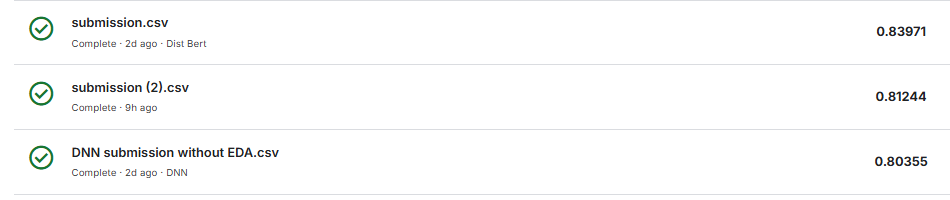 submission.csv
0.83971
Complete · 2d ago · Dist Bert
submission (2).csv
0.81244
Complete · 9h ago
DNN submission without EDA.csv
0.80355
Complete · 2d ago · DNN